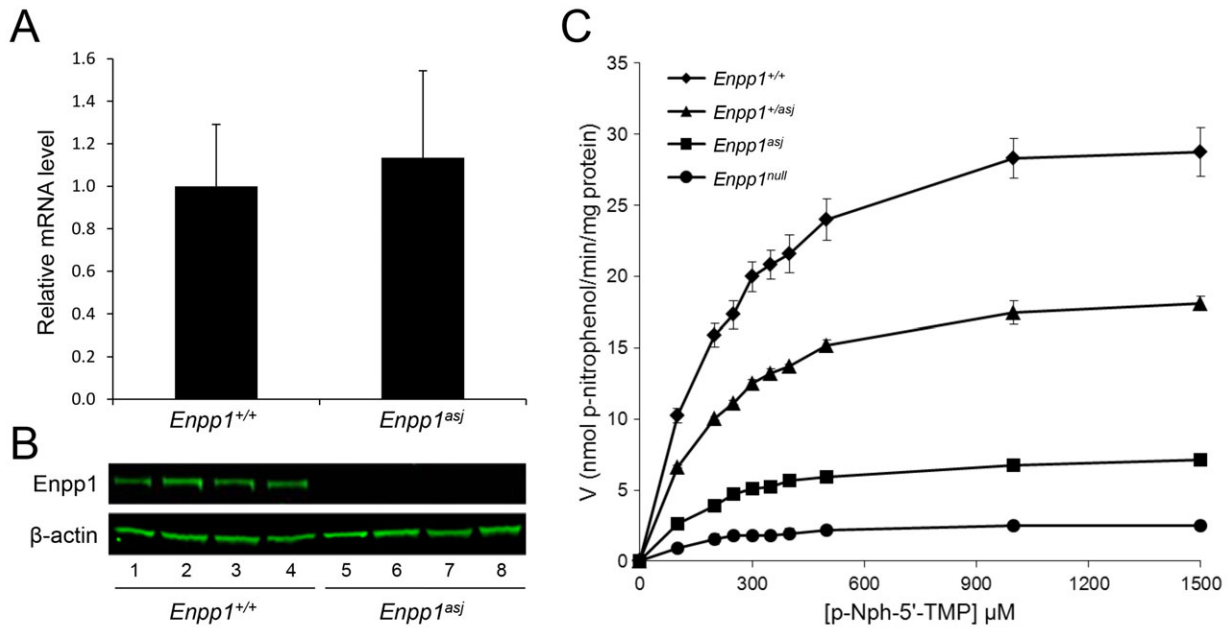 A
Relative mRNA level
1.6
1.4
1.2
1.0
0.8
0.6
0.4
0.2
0.0
Enpp1+/+ Enpp1asj
B
Enpp1
β-actin
1 2 3 4 5 6 7 8
Enpp1+/+ Enpp1asj
C
V (nmol p-nitrophenol/min/mg protein)
35
30
25
20
15
10
5
0
Enpp1+/+
Enpp1+/asj
Enpp1asj
Enpp1null
0 300 600 900 1200 1500
[p-Nph-5'-TMP] µM